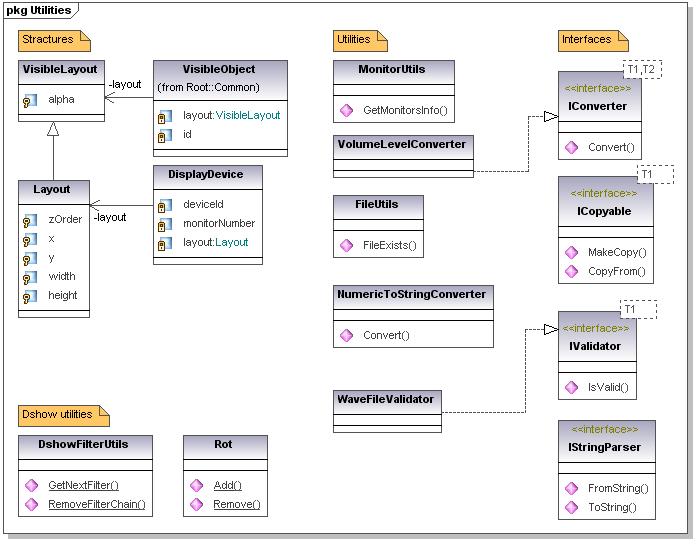 pkg Utilities
Stractures
VisibleLayout
alpha
-layout
VisibleObject
(from Root::Common)
layout:VisibleLayout
id
Layout
zOrder
x
y
width
height
-layout
DisplayDevice
deviceId
monitorNumber
layout:Layout
Dshow utilities
DshowFilterUtils
GetNextFilter()
RemoveFilterChain()
Rot
Add()
Remove()
Utilities
MonitorUtils
GetMonitorsInfo()
VolumeLevelConverter
FileUtils
FileExists()
NumericToStringConverter
Convert()
WaveFileValidator
Interfaces
T1,T2
<<interface>>
IConverter
Convert()
T1
<<interface>>
ICopyable
MakeCopy()
CopyFrom()
T1
<<interface>>
IValidator
IsValid()
<<interface>>
IStringParser
FromString()
ToString()